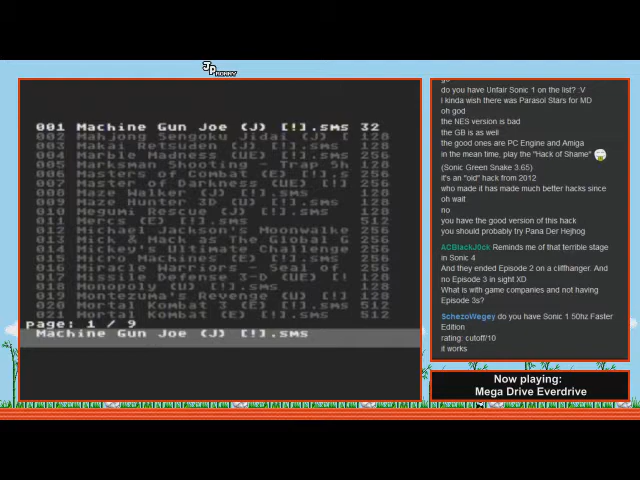 JP
RONNY
001 Machine Gun Joe (J) [!].sms 32
002 Mahjong Sengoku Jidai (J) [ 128
003 Makai Retsuden (J) [!].sms 128
004 Marble Madness (UE) [!].sms 256
005 Marksman Shooting - Trap Sh 128
006 Masters of Combat (E) [!].s 256
007 Master of Darkness (UE) [!] 256
008 Maze Walker (J) [!].sms 128
009 Maze Hunter 3D (W) [!].sms 128
010 Megumi Rescue (J) [!].sms 128
011 Mercs (E) [!].sms 512
012 Michael Jackson's Moonwalke 256
013 Mick & Mack as The Global G 256
014 Mickey's Ultimate Challenge 256
015 Micro Machines (E) [!].sms 256
016 Miracle Warriors - Seal of 256
017 Missile Defense 3-D (UE) [! 128
018 Monopoly (U) [!].sms 128
019 Montezuma's Revenge (U) [!] 128
020 Mortal Kombat 3 (E) [!].sms 512
021 Mortal Kombat (E) [!].sms 512
page: 1 / 9
Machine Gun Joe (J) [!].sms
do you have Unfair Sonic 1 on the list? :V
I kinda wish there was Parasol Stars for MD
oh god
the NES version is bad
the GB is as well
the good ones are PC Engine and Amiga
in the mean time, play the "Hack of Shame"
(Sonic Green Snake 3.65)
it's an "old" hack from 2012
who made it has made much better hacks since
oh wait
no
you have the good version of this hack
you should probably try Pana Der Hejhog
ACBlackJ0ck Reminds me of that terrible stage
in Sonic 4
And they ended Episode 2 on a cliffhanger. And
no Episode 3 in sight XD
What is with game companies and not having
Episode 3s?
SchezoWegey do you have Sonic 1 50hz Faster
Edition
rating: cutoff/10
it works
Now playing:
Mega Drive Everdrive